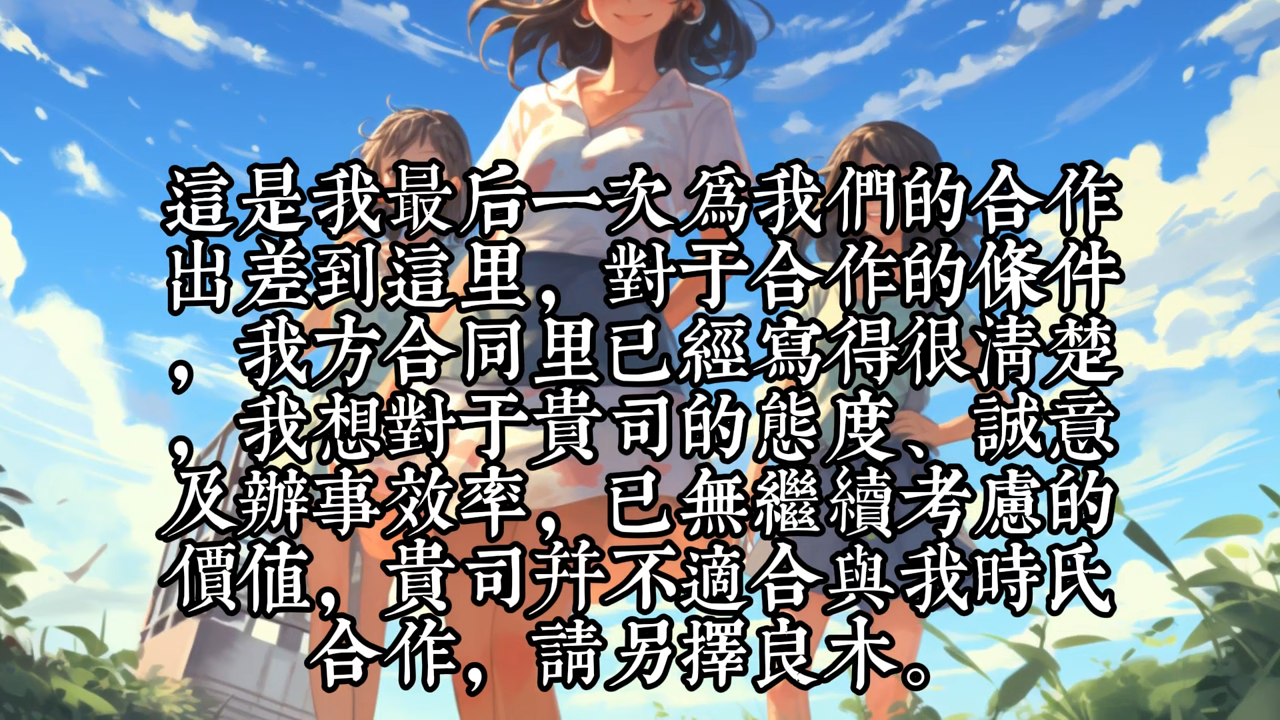 這是我最后一次爲我們的合作
出差到這里，對于合作的條件
，我方合同里已經寫得很清楚
，我想對于貴司的態度、誠意
及辦事效率，已無繼續考慮的
價值，貴司并不適合與我時氏
合作，請另擇良木。